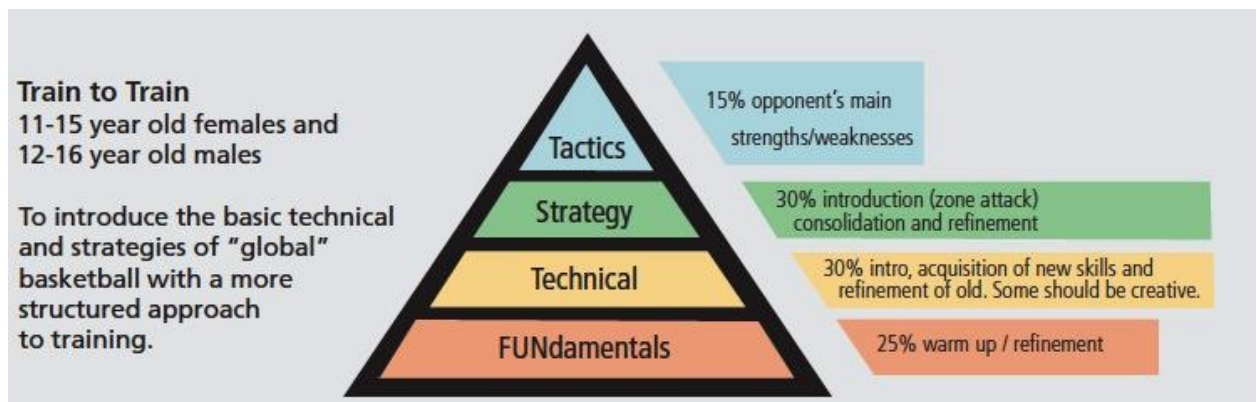 Train to Train
11-15 year old females and
12-16 year old males
To introduce the basic technical
and strategies of "global"
basketball with a more
structured approach
to training.
Tactics
15% opponent's main
strengths/weaknesses
Strategy
30% introduction (zone attack)
consolidation and refinement
Technical
30% intro, acquisition of new skills and
refinement of old. Some should be creative.
FUNdamentals
25% warm up / refinement